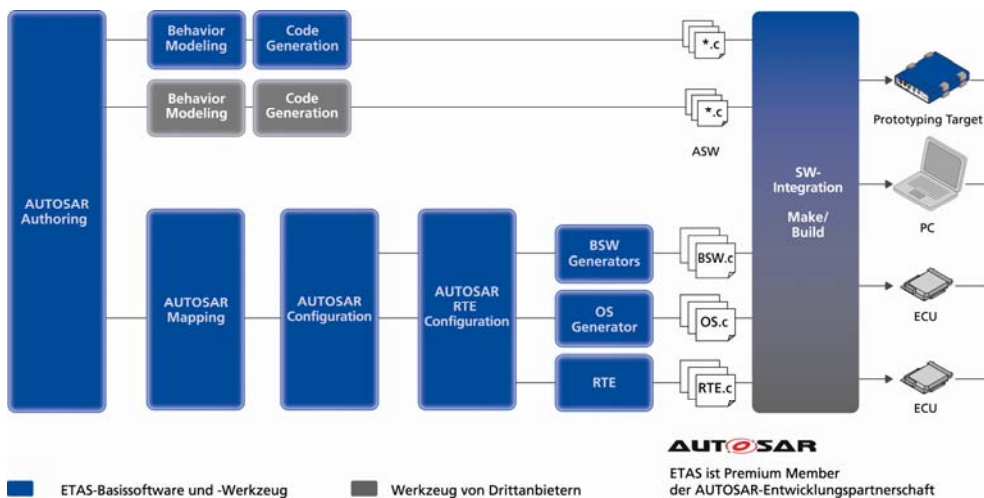 Behavior
Modeling
Code
Generation
*.c
Behavior
Modeling
Code
Generation
*.c
ASW
AUTOSAR
Authoring
AUTOSAR
Mapping
AUTOSAR
Configuration
AUTOSAR
RTE
Configuration
BSW
Generators
BSW.c
OS
Generator
OS.c
RTE
RTE.c
SW-
Integration
Make/
Build
Prototyping Target
PC
ECU
ECU
AUTOSAR
ETAS ist Premium Member
der AUTOSAR-Entwicklungspartnerschaft
ETAS-Basissoftware und -Werkzeug
Werkzeug von Drittanbietern